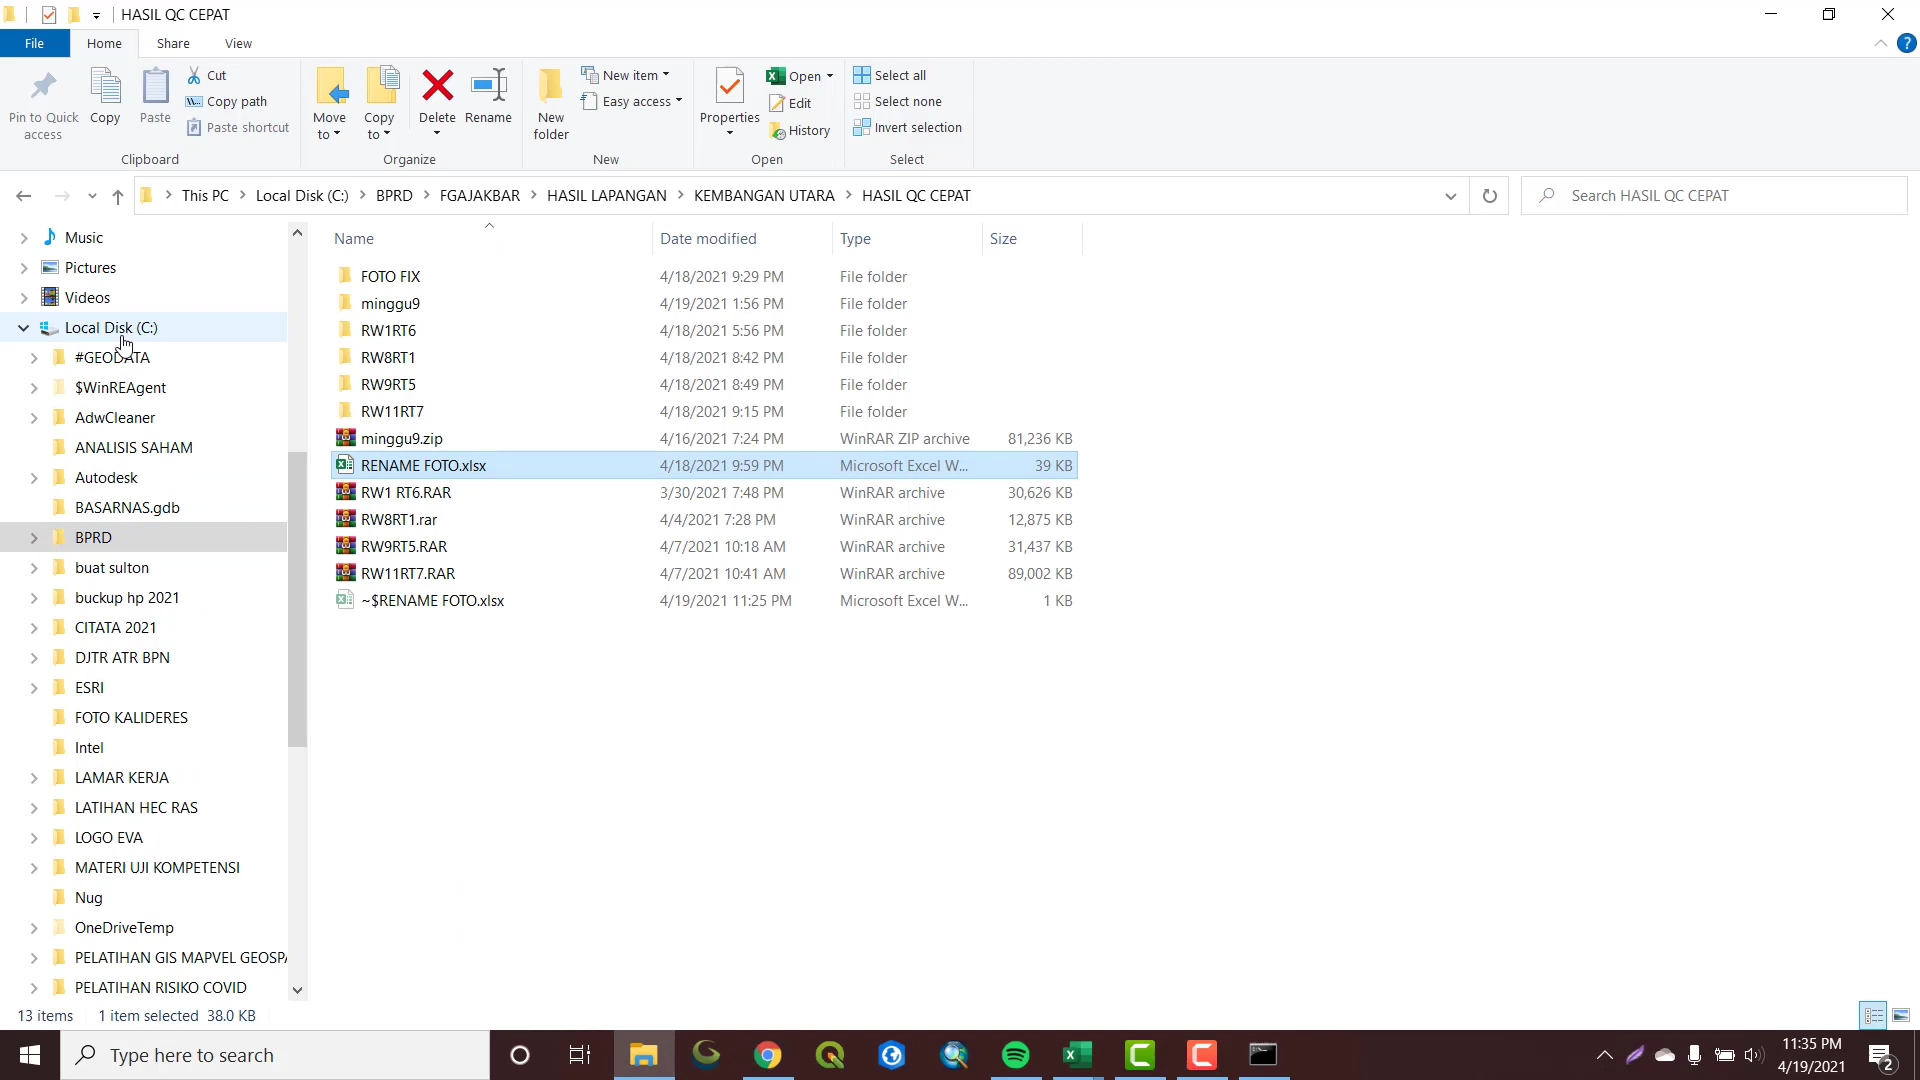 HASIL QC CEPAT
File Home Share View
Pin to Quick access
Copy
Paste
Cut
Copy path
Paste shortcut
Clipboard
Move to
Copy to
Delete
Rename
Organize
New folder
New item
Easy access
New
Properties
Open
Edit
History
Open
Select all
Select none
Invert selection
Select
This PC > Local Disk (C:) > BPRD > FGAJAKBAR > HASIL LAPANGAN > KEMBANGAN UTARA > HASIL QC CEPAT
Search HASIL QC CEPAT
Music
Pictures
Videos
Local Disk (C:)
#GEODATA
$WinREAgent
AdwCleaner
ANALISIS SAHAM
Autodesk
BASARNAS.gdb
BPRD
buat sulton
buckup hp 2021
CITATA 2021
DJTR ATR BPN
ESRI
FOTO KALIDERES
Intel
LAMAR KERJA
LATIHAN HEC RAS
LOGO EVA
MATERI UJI KOMPETENSI
Nug
OneDriveTemp
PELATIHAN GIS MAPVEL GEOSPA
PELATIHAN RISIKO COVID
Name Date modified Type Size
FOTO FIX 4/18/2021 9:29 PM File folder
minggu9 4/19/2021 1:56 PM File folder
RW1RT6 4/18/2021 5:56 PM File folder
RW8RT1 4/18/2021 8:42 PM File folder
RW9RT5 4/18/2021 8:49 PM File folder
RW11RT7 4/18/2021 9:15 PM File folder
minggu9.zip 4/16/2021 7:24 PM WinRAR ZIP archive 81,236 KB
RENAME FOTO.xlsx 4/18/2021 9:59 PM Microsoft Excel W... 39 KB
RW1 RT6.RAR 3/30/2021 7:48 PM WinRAR archive 30,626 KB
RW8RT1.rar 4/4/2021 7:28 PM WinRAR archive 12,875 KB
RW9RT5.RAR 4/7/2021 10:18 AM WinRAR archive 31,437 KB
RW11RT7.RAR 4/7/2021 10:41 AM WinRAR archive 89,002 KB
~$RENAME FOTO.xlsx 4/19/2021 11:25 PM Microsoft Excel W... 1 KB
13 items 1 item selected 38.0 KB
Type here to search
11:35 PM
4/19/2021
2